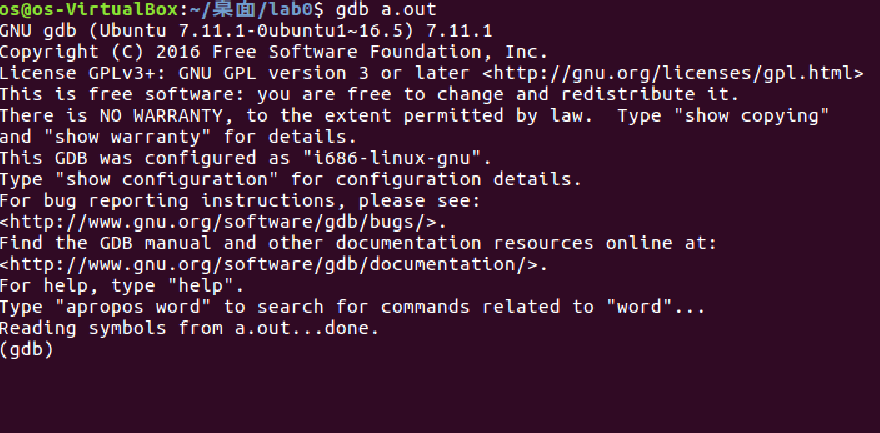 os@os-VirtualBox:~/桌面/lab0$ gdb a.out
GNU gdb (Ubuntu 7.11.1-0ubuntu1~16.5) 7.11.1
Copyright (C) 2016 Free Software Foundation, Inc.
License GPLv3+: GNU GPL version 3 or later <http://gnu.org/licenses/gpl.html>
This is free software: you are free to change and redistribute it.
There is NO WARRANTY, to the extent permitted by law.  Type "show copying"
and "show warranty" for details.
This GDB was configured as "i686-linux-gnu".
Type "show configuration" for configuration details.
For bug reporting instructions, please see:
<http://www.gnu.org/software/gdb/bugs/>.
Find the GDB manual and other documentation resources online at:
<http://www.gnu.org/software/gdb/documentation/>.
For help, type "help".
Type "apropos word" to search for commands related to "word"...
Reading symbols from a.out...done.
(gdb)